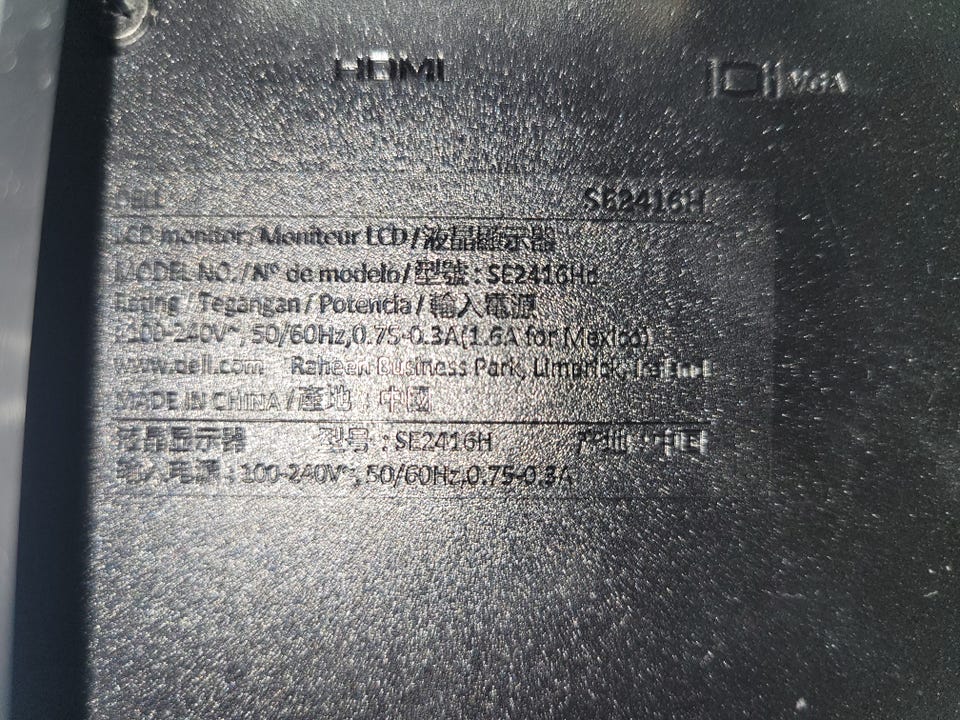 HDMI
VGA
DELL SE2416H
LCD monitor / Moniteur LCD / 液晶顯示器
MODEL NO. / Nº de modelo / 型號 : SE2416Hd
Rating / Tegangan / Potencia / 輸入電源
: 100-240V~, 50/60Hz,0.75-0.3A(1.6A for Mexico)
www.dell.com Raheen Business Park, Limerick, Ireland
MADE IN CHINA / 產地 : 中國
液晶显示器 型号 : SE2416H 产地 : 中国
输入电源 : 100-240V~, 50/60Hz,0.75-0.3A